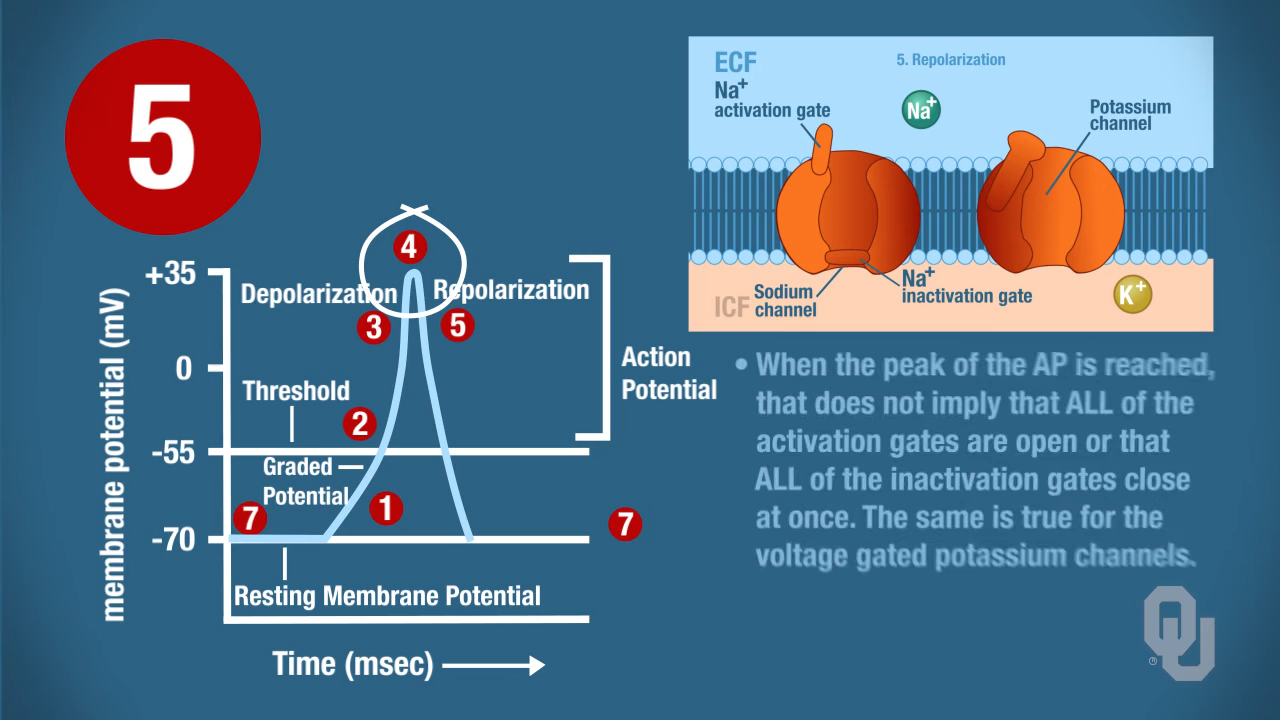 5
ECF
5. Repolarization
Na+
activation gate
Na+
Potassium
channel
Na+
inactivation gate
Sodium
channel
ICF
K+
4
+35
Depolarization
Repolarization
3
5
0
Action
Potential
Threshold
2
-55
Graded
Potential
1
7
7
-70
Resting Membrane Potential
membrane potential (mV)
Time (msec)
• When the peak of the AP is reached,
that does not imply that ALL of the
activation gates are open or that
ALL of the inactivation gates close
at once. The same is true for the
voltage gated potassium channels.
OU
®